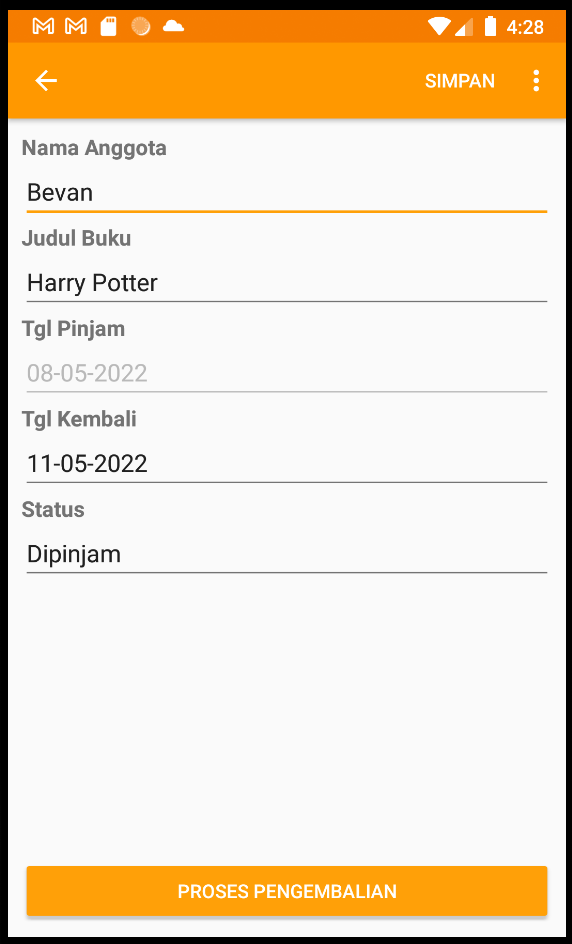 4:28
SIMPAN
Nama Anggota
Bevan
Judul Buku
Harry Potter
Tgl Pinjam
08-05-2022
Tgl Kembali
11-05-2022
Status
Dipinjam
PROSES PENGEMBALIAN